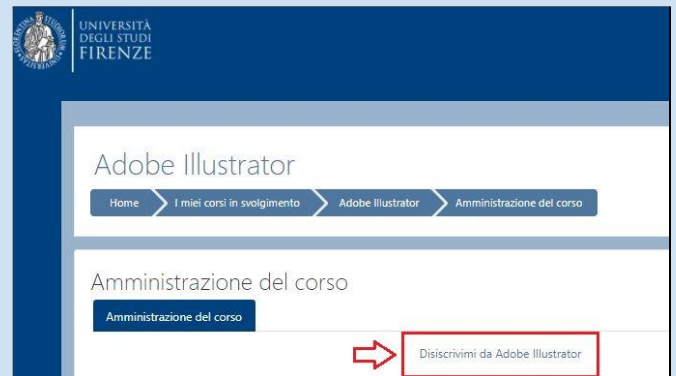 UNIVERSITÀ
DEGLI STUDI
FIRENZE
Adobe Illustrator
Home I miei corsi in svolgimento Adobe Illustrator Amministrazione del corso
Amministrazione del corso
Amministrazione del corso
Disiscrivimi da Adobe Illustrator